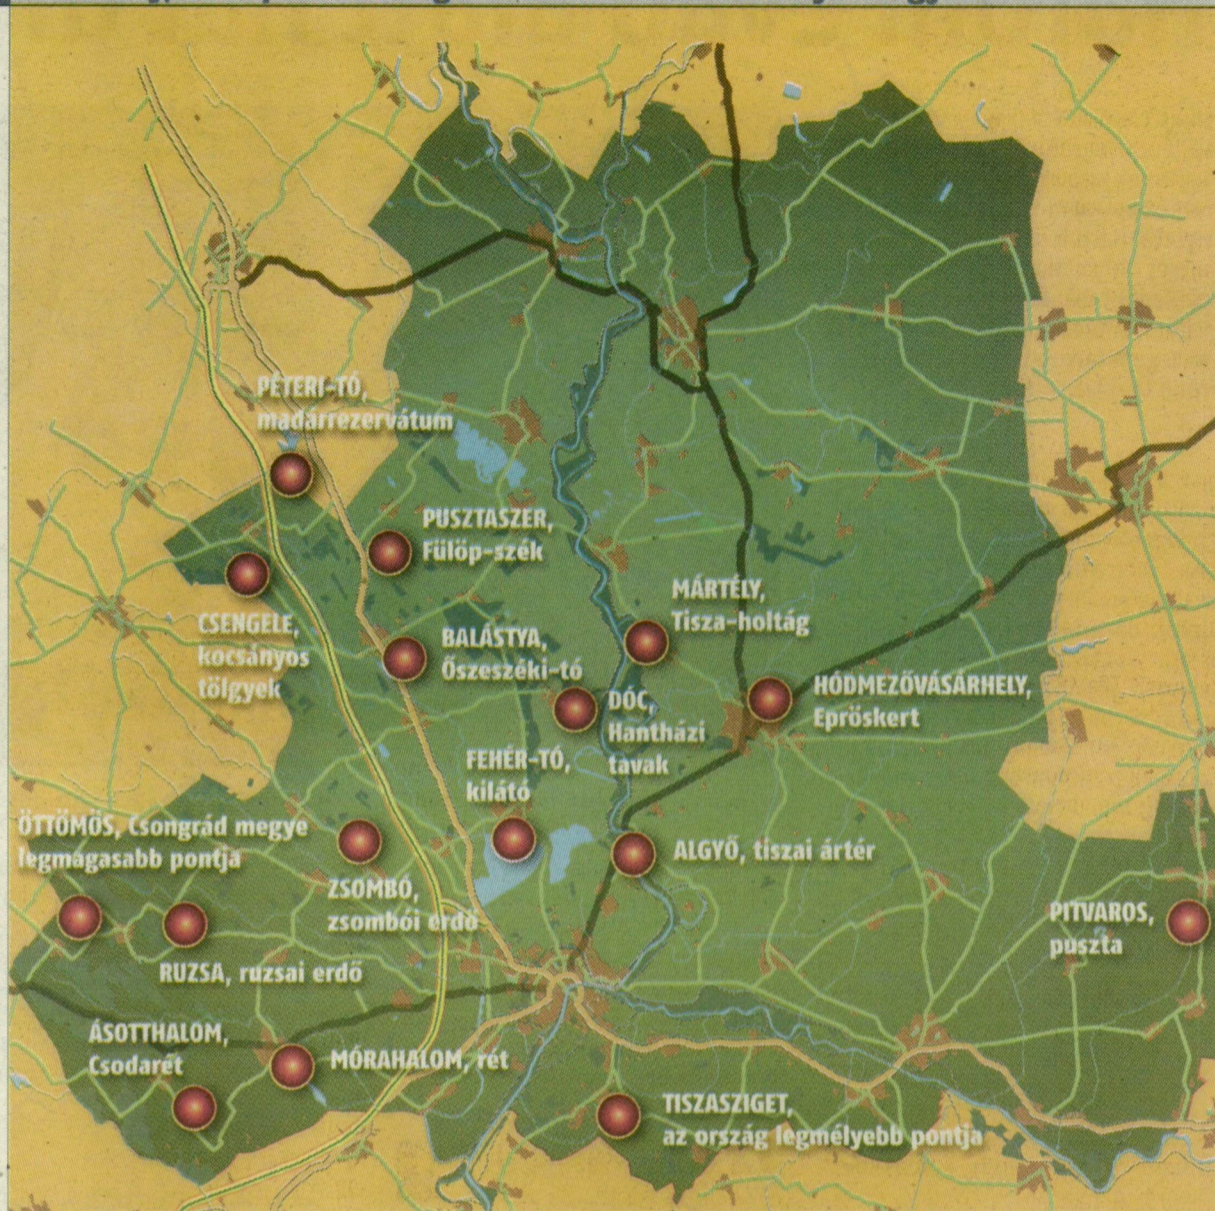 PÉTERI-TÓ,
madárrezervátum
PUSZTASZER,
Fülöp-szék
CSENGELE,
kocsányos
tölgyek
MÁRTÉLY,
Tisza-holtág
BALÁSTYA,
Őszeszéki-tó
HÓDMEZŐVÁSÁRHELY,
Epröskert
DÓC,
Hantházi
tavak
FEHÉR-TÓ,
kilátó
ÖTTÖMÖS, Csongrád megye
legmagasabb pontja
ALGYŐ, tiszai ártér
ZSOMBÓ,
zsombói erdő
PITVAROS,
puszta
RUZSA, ruzsai erdő
ÁSOTTHALOM,
Csodarét
MÓRAHALOM, rét
TISZASZIGET,
az ország legmélyebb pontja